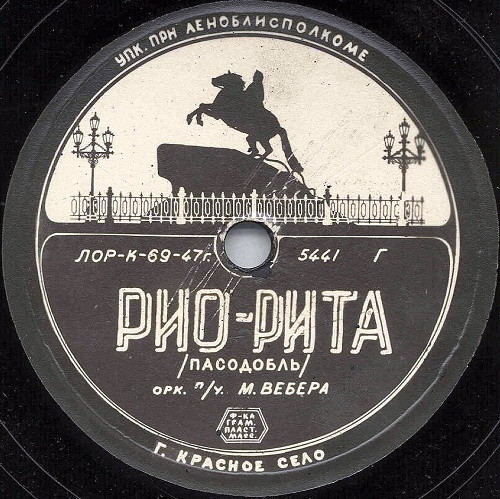 УПК. ПРИ ЛЕНОБЛИСПОЛКОМЕ
ЛОР-К-69-47г. 5441 Г
РИО-РИТА
/ПАСОДОБЛЬ/
ОРК. П/У. М. ВЕБЕРА
Ф-КА
ГРАМ.
ПЛАСТ.
МАСС.
Г. КРАСНОЕ СЕЛО